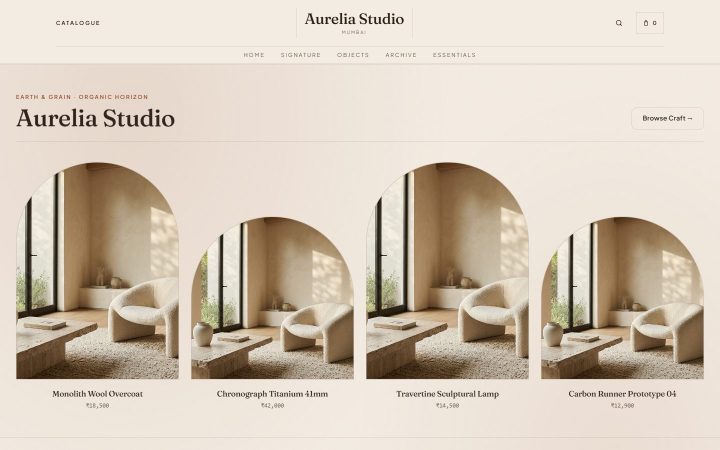 CATALOGUE
Aurelia Studio
MUMBAI
0
HOME SIGNATURE OBJECTS ARCHIVE ESSENTIALS
EARTH & GRAIN · ORGANIC HORIZON
Aurelia Studio
Browse Craft →
Monolith Wool Overcoat
₹18,500
Chronograph Titanium 41mm
₹42,000
Travertine Sculptural Lamp
₹14,500
Carbon Runner Prototype 04
₹12,900